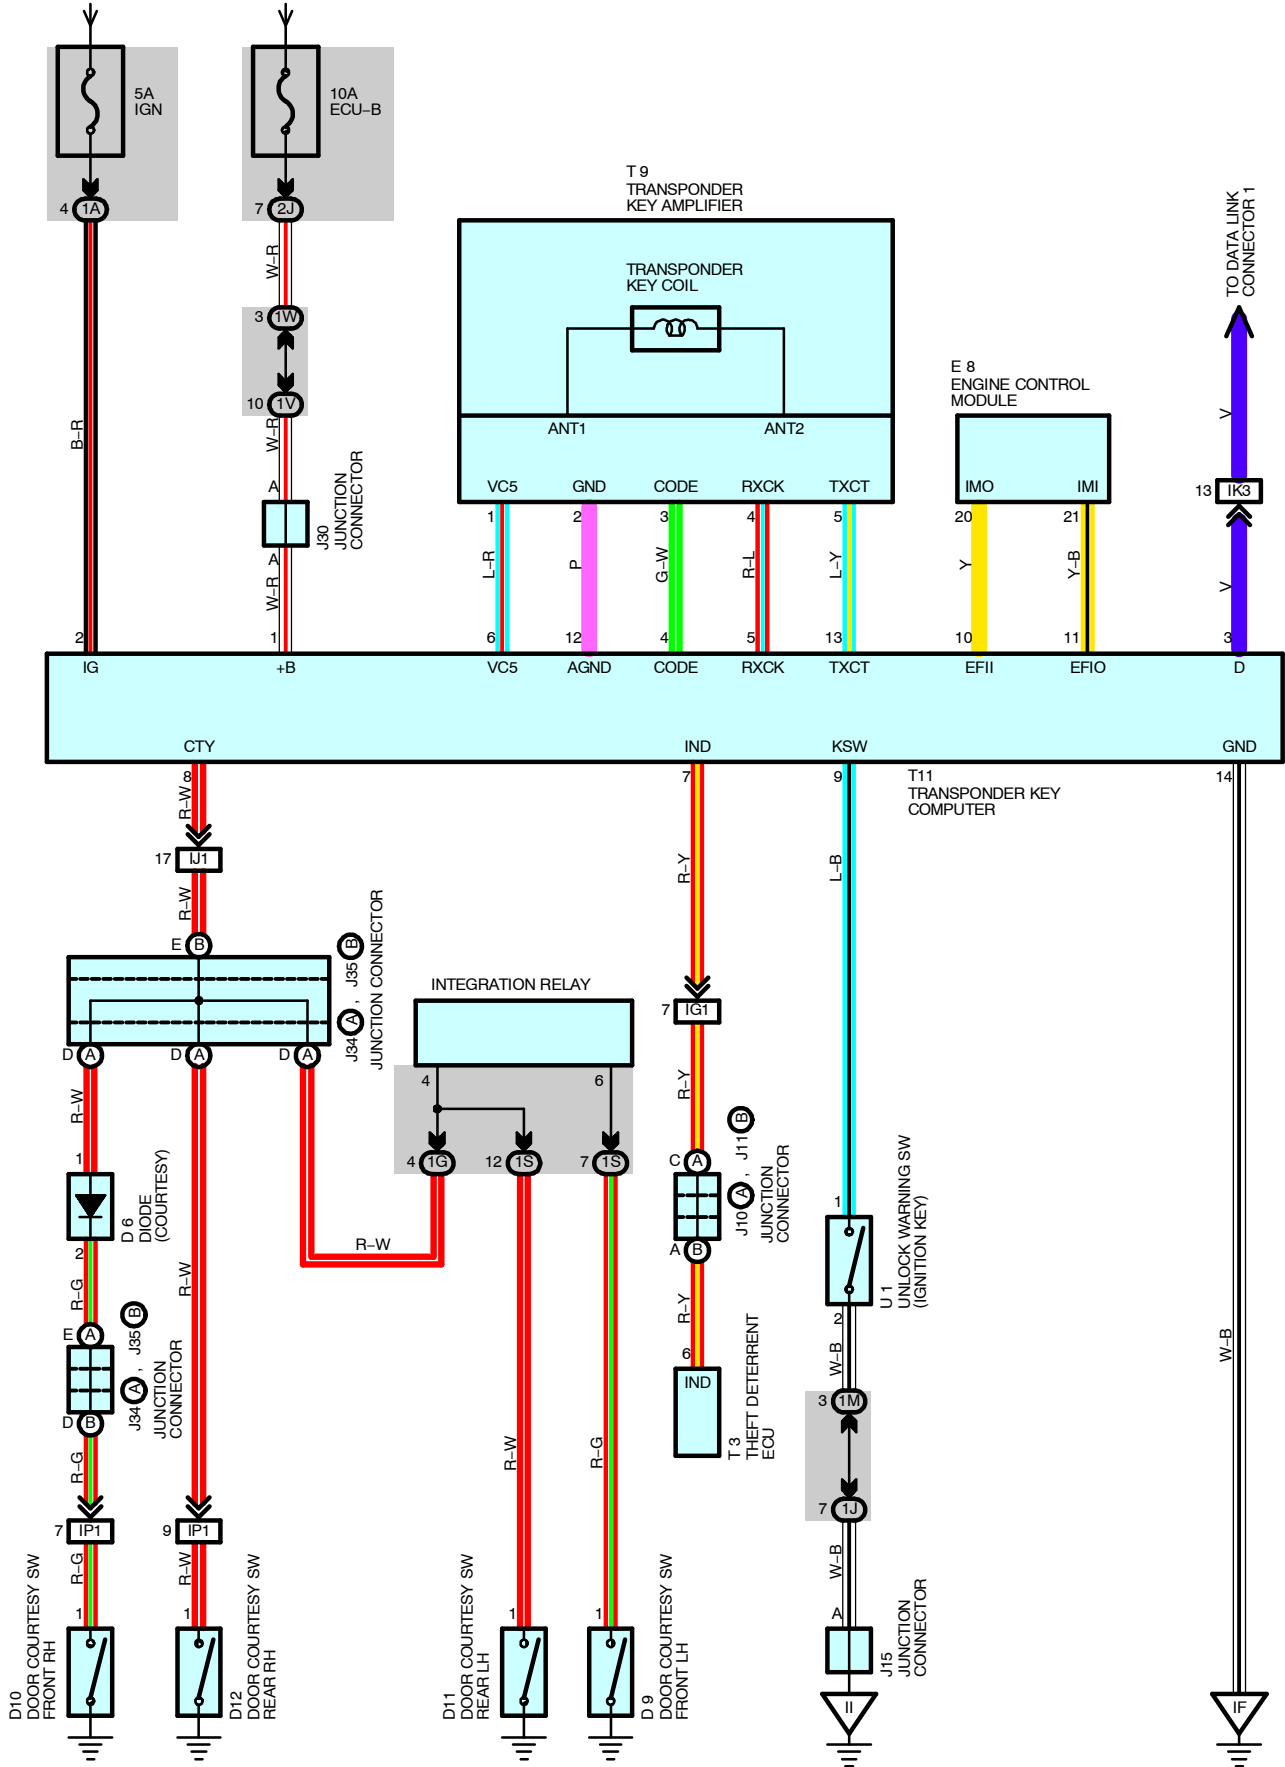 5A
IGN
10A
ECU–B
4 1A
7 2J
W–R
3 1W
10 1V
B–R
W–R
A
J30
JUNCTION
CONNECTOR
A
W–R
T 9
TRANSPONDER
KEY AMPLIFIER
TRANSPONDER
KEY COIL
ANT1 ANT2
VC5 GND CODE RXCK TXCT
1 2 3 4 5
L–R P G–W R–L L–Y
E 8
ENGINE CONTROL
MODULE
IMO IMI
20 21
Y Y–B
TO DATA LINK
CONNECTOR 1
V
13 IK3
V
2 1 6 12 4 5 13 10 11 3
IG +B VC5 AGND CODE RXCK TXCT EFII EFIO D
CTY IND KSW GND
8 7 9 14
T11
TRANSPONDER KEY
COMPUTER
R–W
17 IJ1
R–W
E B
J34 A , J35 B
JUNCTION CONNECTOR
D A D A D A
R–W
1
D 6
DIODE
(COURTESY)
2
R–G
E A
J34 A , J35 B
JUNCTION
CONNECTOR
D B
R–G
7 IP1
R–G
1
D10
DOOR COURTESY SW
FRONT RH
R–W
9 IP1
R–W
1
D12
DOOR COURTESY SW
REAR RH
R–W
INTEGRATION RELAY
4 6
4 1G 12 1S 7 1S
R–W
1
D11
DOOR COURTESY SW
REAR LH
R–G
1
D 9
DOOR COURTESY SW
FRONT LH
R–Y
7 IG1
R–Y
C A
J10 A , J11 B
JUNCTION
CONNECTOR
A B
R–Y
6
IND
T 3
THEFT DETERRENT
ECU
L–B
1
U 1
UNLOCK WARNING SW
(IGNITION KEY)
2
W–B
3 1M
7 1J
W–B
A
J15
JUNCTION
CONNECTOR
II
W–B
IF